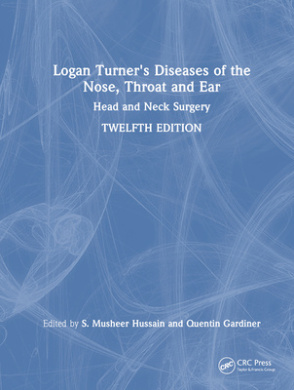 Logan Turner's Diseases of the
Nose, Throat and Ear
Head and Neck Surgery
TWELFTH EDITION
Edited by S. Musheer Hussain and Quentin Gardiner
CRC
CRC Press
Taylor & Francis Group